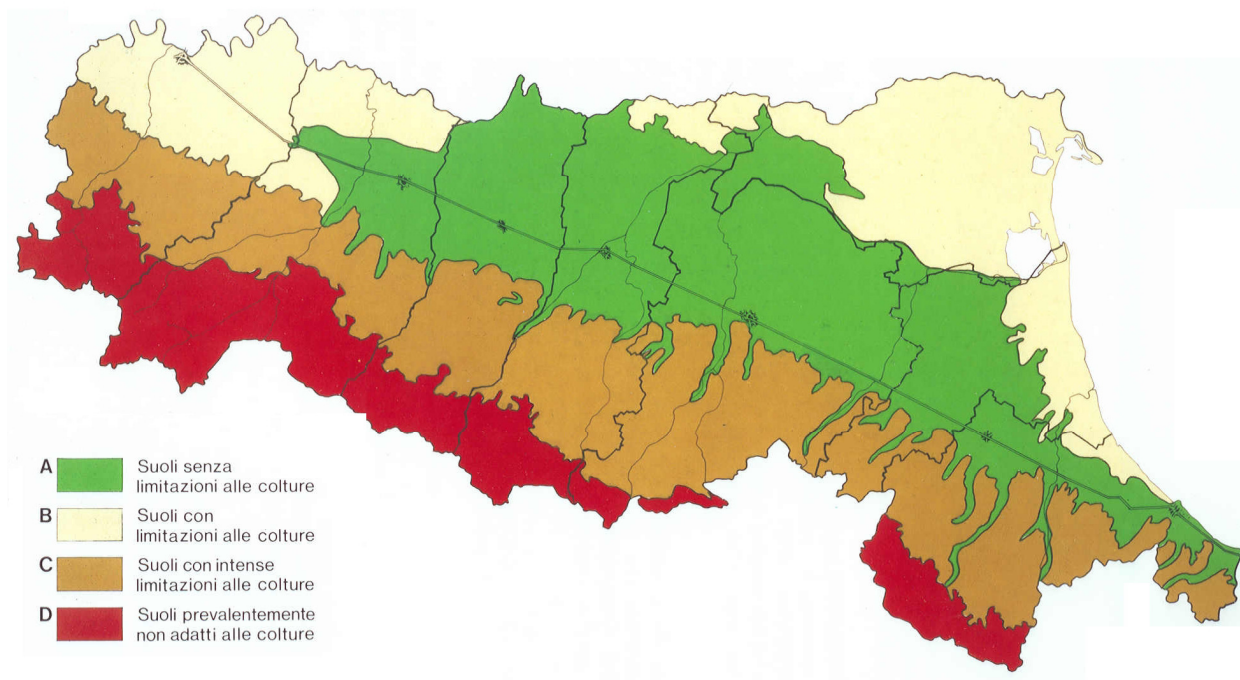 A Suoli senza
limitazioni alle colture
B Suoli con
limitazioni alle colture
C Suoli con intense
limitazioni alle colture
D Suoli prevalentemente
non adatti alle colture